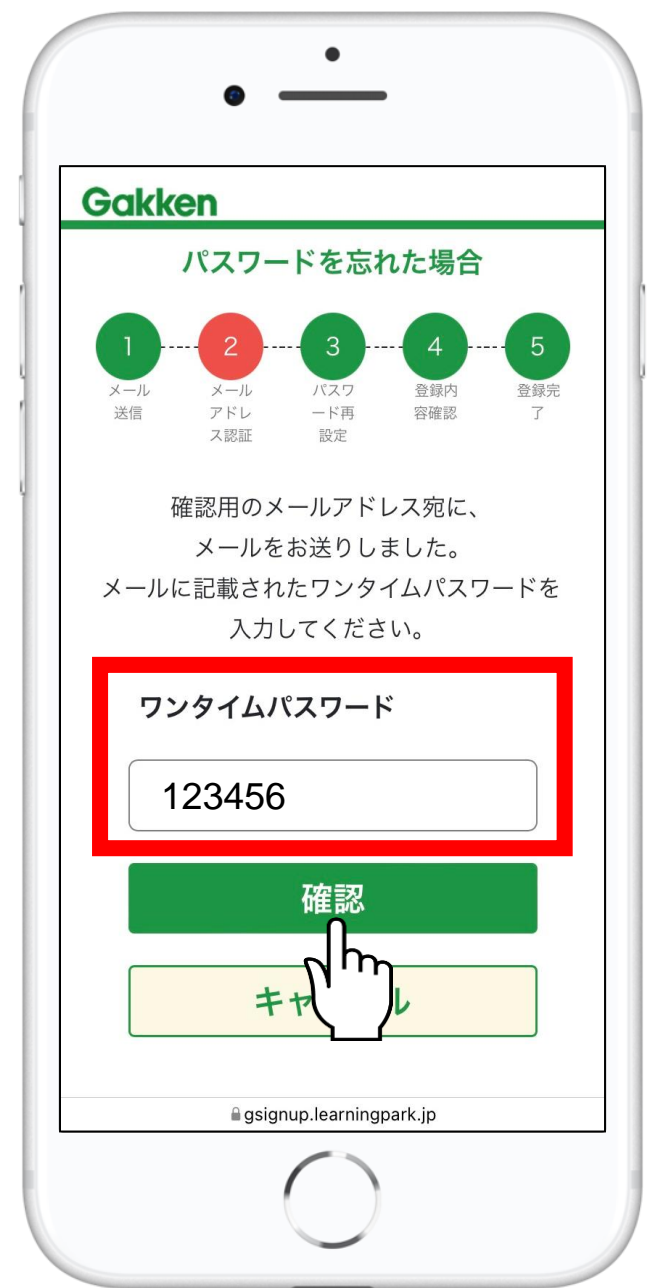 Gakken
パスワードを忘れた場合
1 2 3 4 5
メール送信
メールアドレス認証
パスワード再設定
登録内容確認
登録完了
確認用のメールアドレス宛に、
メールをお送りしました。
メールに記載されたワンタイムパスワードを
入力してください。
ワンタイムパスワード
123456
確認
キャ ル
gsignup.learningpark.jp